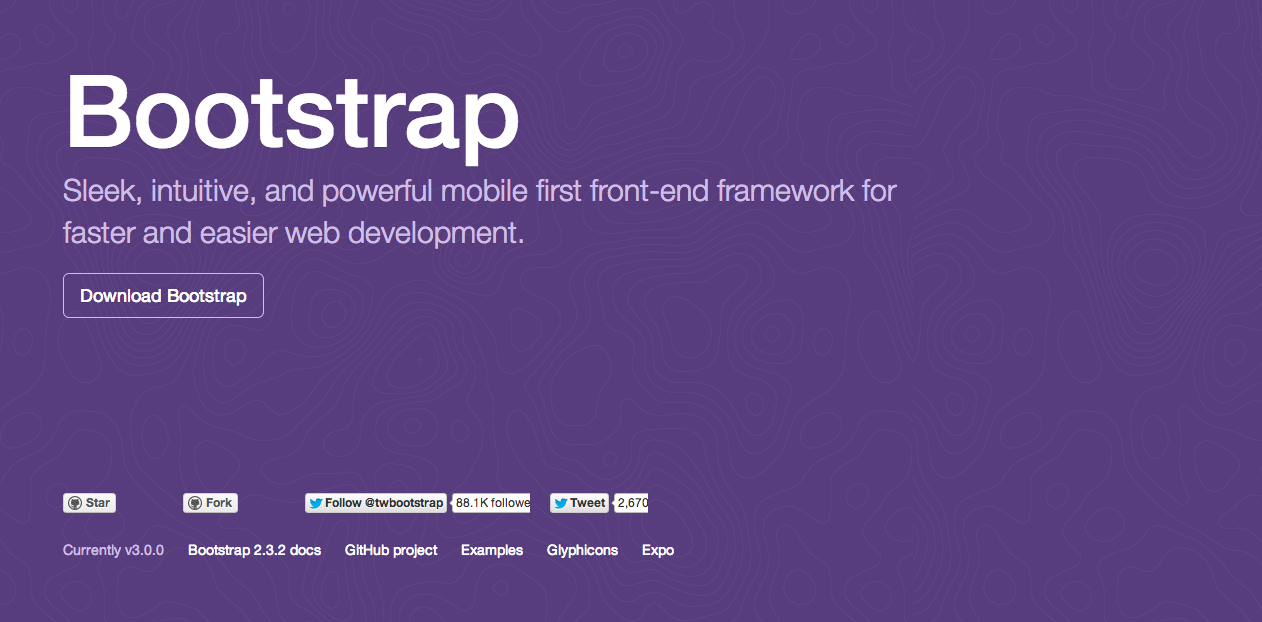 Bootstrap
Sleek, intuitive, and powerful mobile first front-end framework for
faster and easier web development.
Download Bootstrap
Star Fork Follow @twbootstrap 88.1K followe Tweet 2,670
Currently v3.0.0 Bootstrap 2.3.2 docs GitHub project Examples Glyphicons Expo